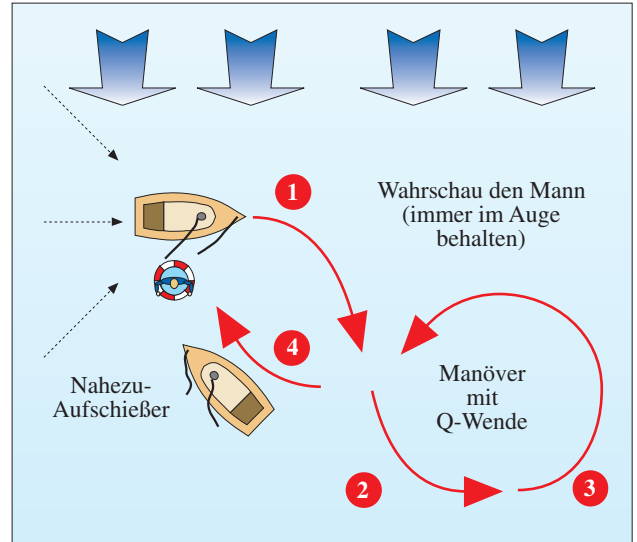 1
Wahrschau den Mann
(immer im Auge
behalten)
4
Nahezu-
Aufschießer
Manöver
mit
Q-Wende
2
3